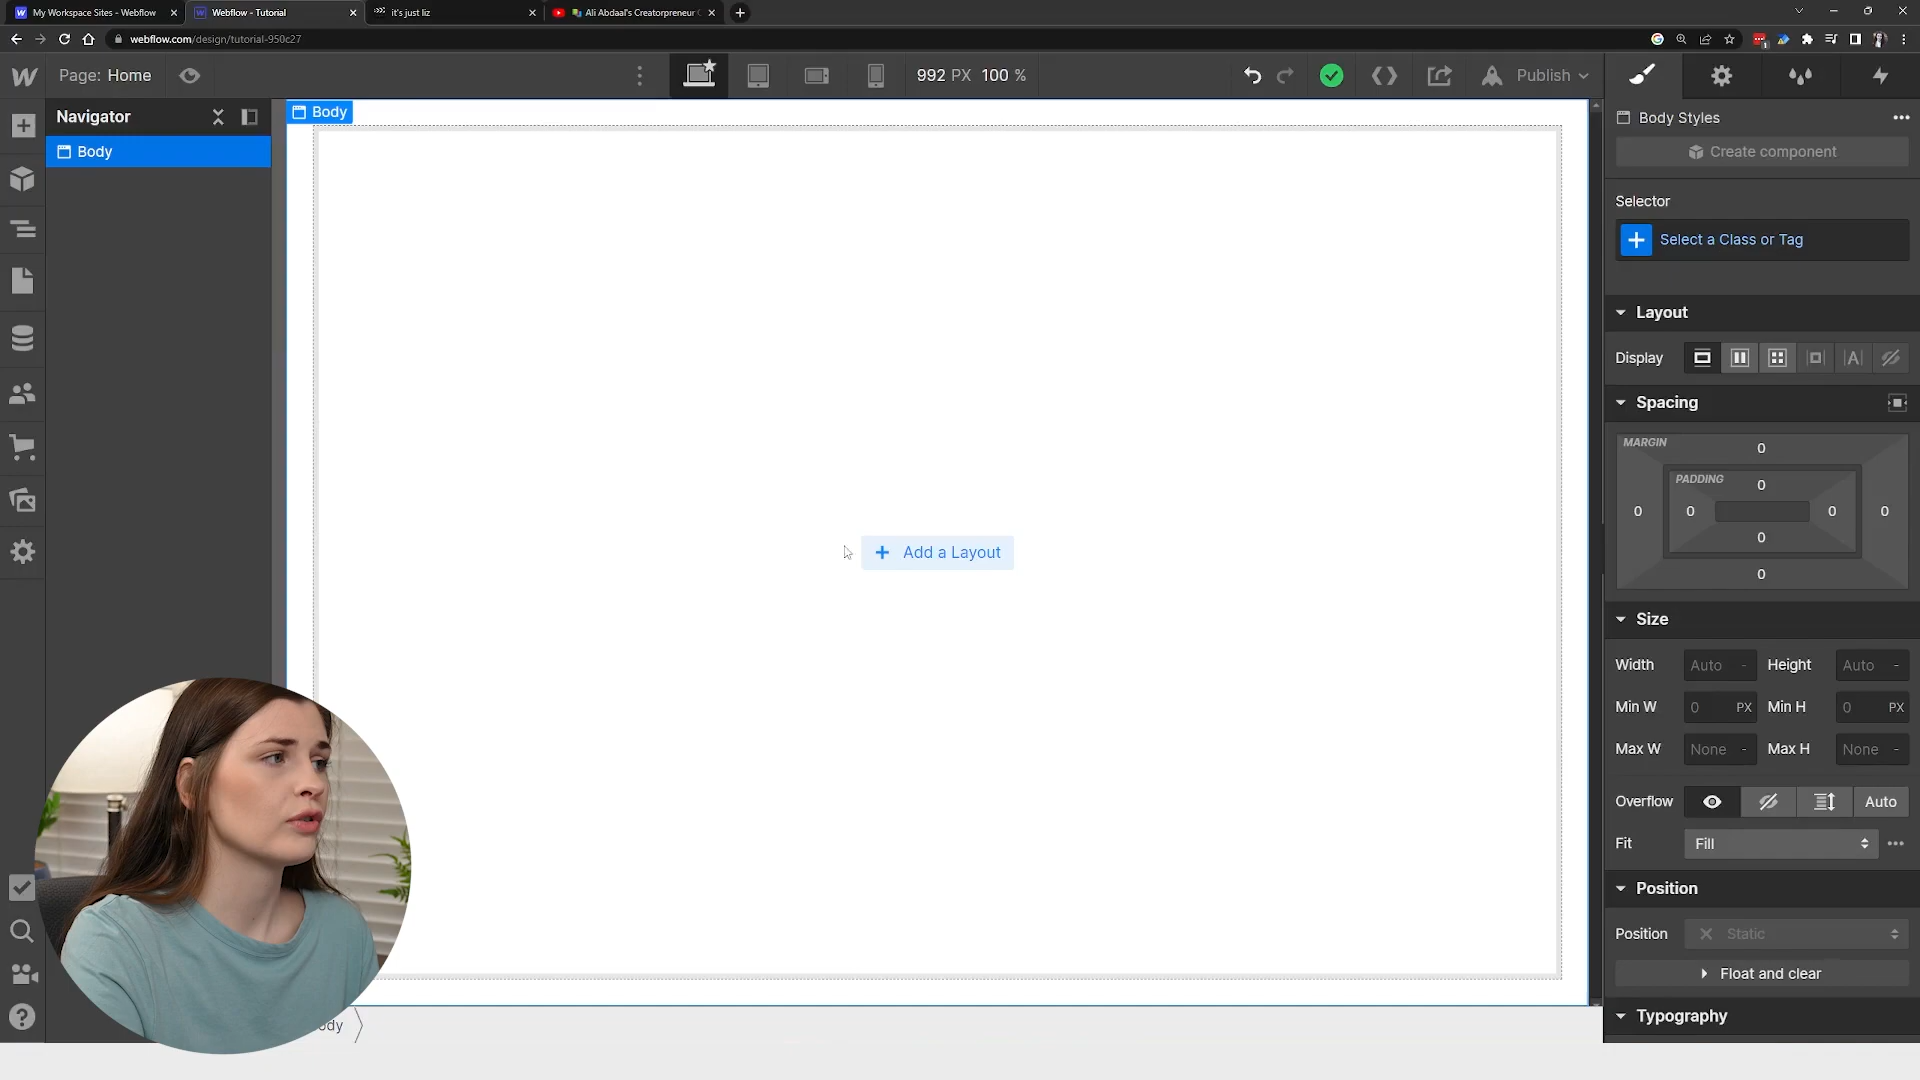 My Workspace Sites - Webflow
Webflow - Tutorial
it's just liz
Ali Abdaal's Creatorpreneur
webflow.com/design/tutorial-950c27
Page: Home
992 PX 100 %
Publish
Navigator
Body
Body
Add a Layout
Body Styles
Create component
Selector
Select a Class or Tag
Layout
Display
Spacing
MARGIN
0
PADDING
0
0
0
0
0
0
0
Size
Width Auto - Height Auto -
Min W 0 PX Min H 0 PX
Max W None - Max H None -
Overflow Auto
Fit Fill
Position
Position Static
Float and clear
Typography